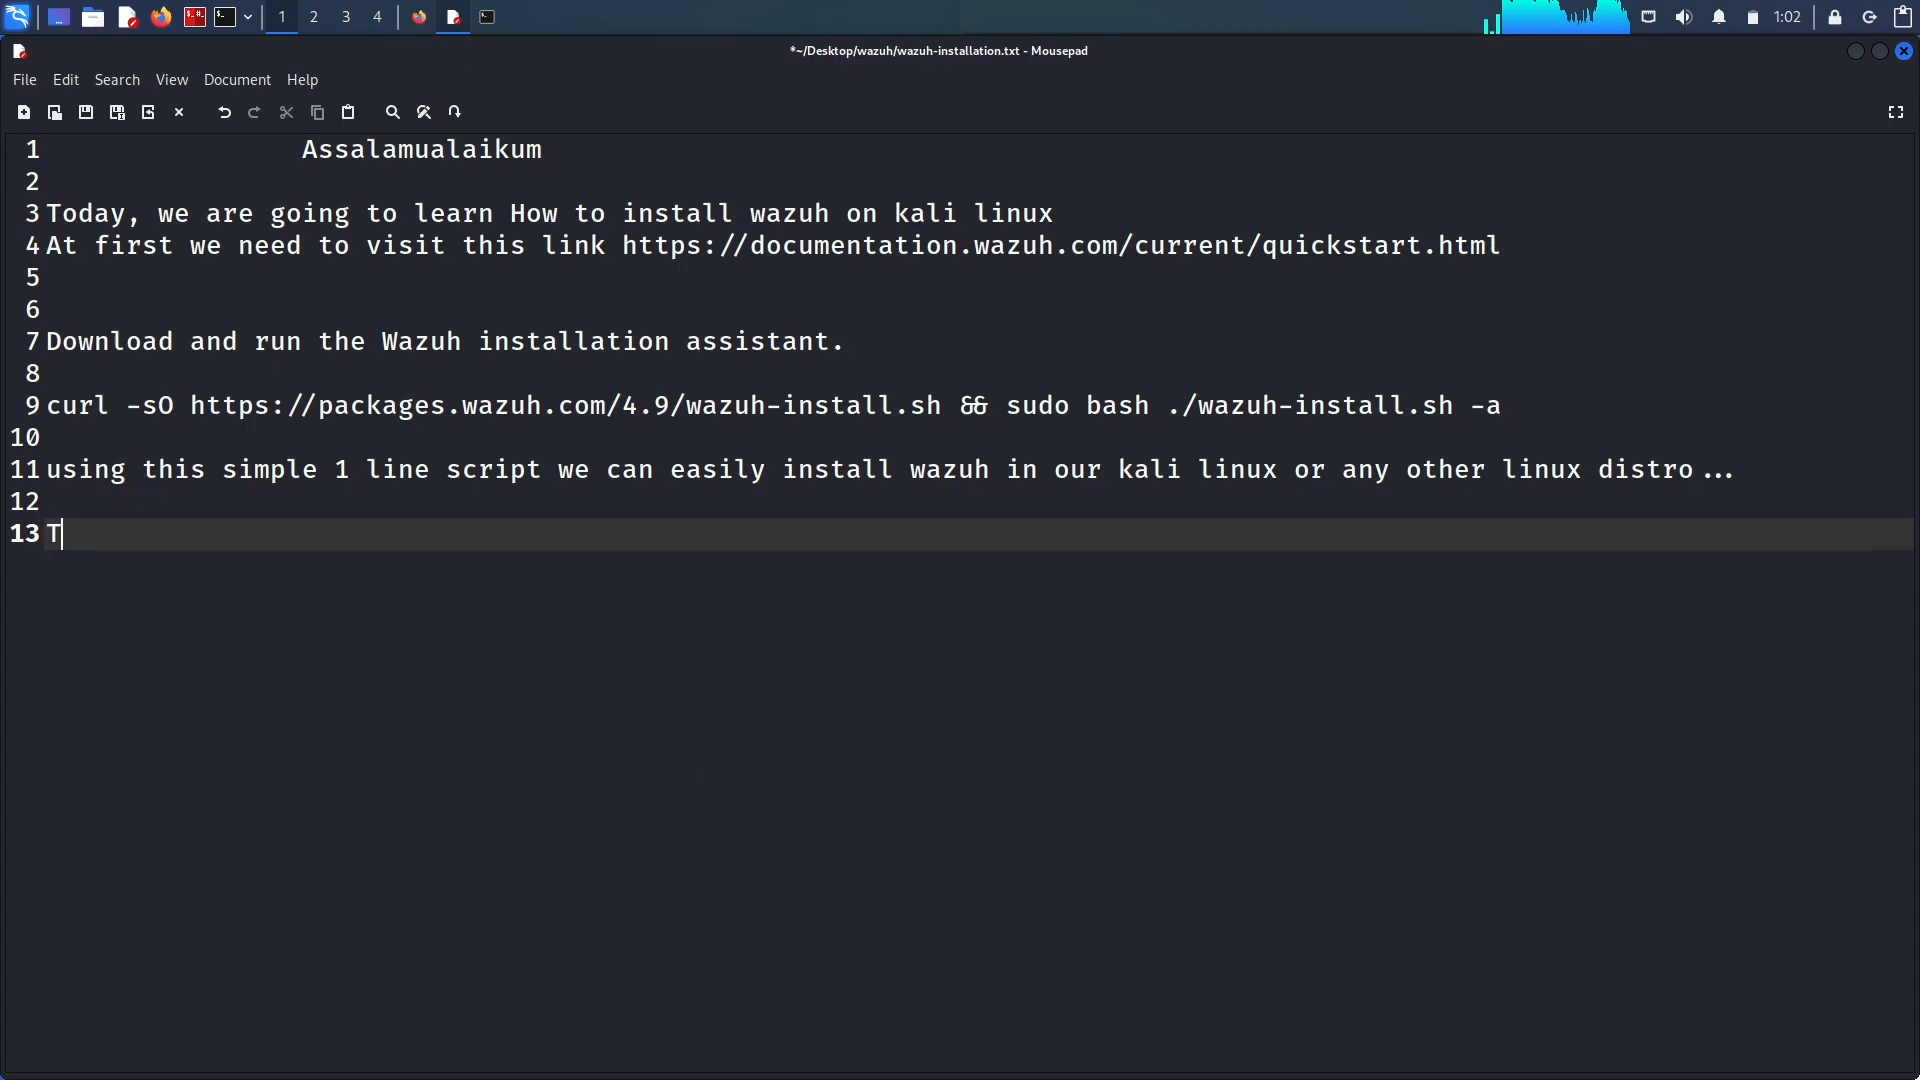 1 2 3 4 1:02
*~/Desktop/wazuh/wazuh-installation.txt - Mousepad
File Edit Search View Document Help
1 Assalamualaikum
2
3 Today, we are going to learn How to install wazuh on kali linux
4 At first we need to visit this link https://documentation.wazuh.com/current/quickstart.html
5
6
7 Download and run the Wazuh installation assistant.
8
9 curl -sO https://packages.wazuh.com/4.9/wazuh-install.sh && sudo bash ./wazuh-install.sh -a
10
11 using this simple 1 line script we can easily install wazuh in our kali linux or any other linux distro...
12
13 T